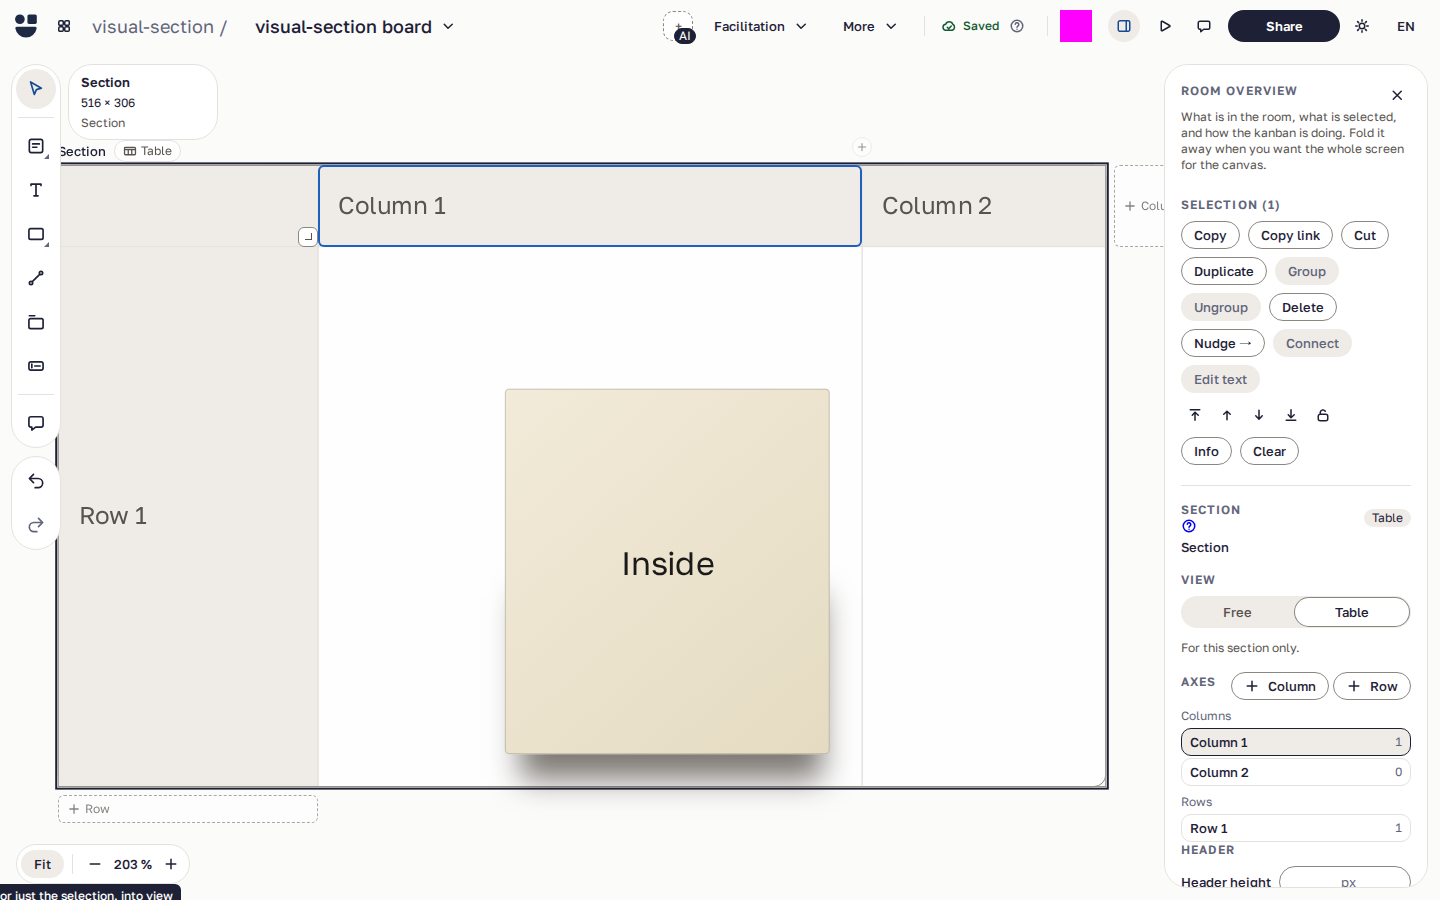 visual-section /
visual-section board
AI
Facilitation
More
Saved
Share
EN
Section
516 × 306
Section
Section
Table
Column 1
Column 2
Row 1
Inside
Row
Fit
203 %
or just the selection, into view
ROOM OVERVIEW
What is in the room, what is selected,
and how the kanban is doing. Fold it
away when you want the whole screen
for the canvas.
SELECTION (1)
Copy
Copy link
Cut
Duplicate
Group
Ungroup
Delete
Nudge →
Connect
Edit text
Info
Clear
SECTION
Table
Section
VIEW
Free
Table
For this section only.
AXES
Column
Row
Columns
Column 1 1
Column 2 0
Rows
Row 1 1
HEADER
Header height
px